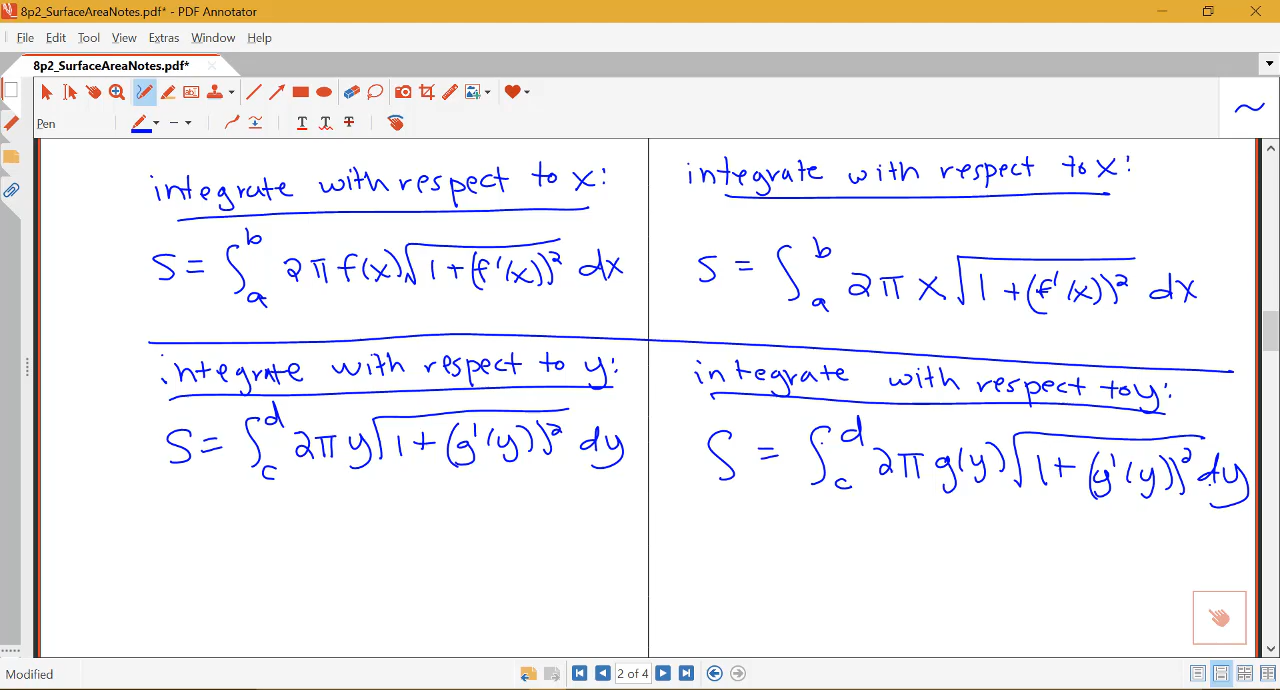 8p2_SurfaceAreaNotes.pdf* - PDF Annotator
File Edit Tool View Extras Window Help
8p2_SurfaceAreaNotes.pdf*
Pen
integrate with respect to x:
S = ∫_a^b 2π f(x) √(1 + (f'(x))²) dx
integrate with respect to y:
S = ∫_c^d 2π y √(1 + (g'(y))²) dy
integrate with respect to x:
S = ∫_a^b 2π x √(1 + (f'(x))²) dx
integrate with respect to y:
S = ∫_c^d 2π g(y) √(1 + (g'(y))²) dy
Modified
2 of 4